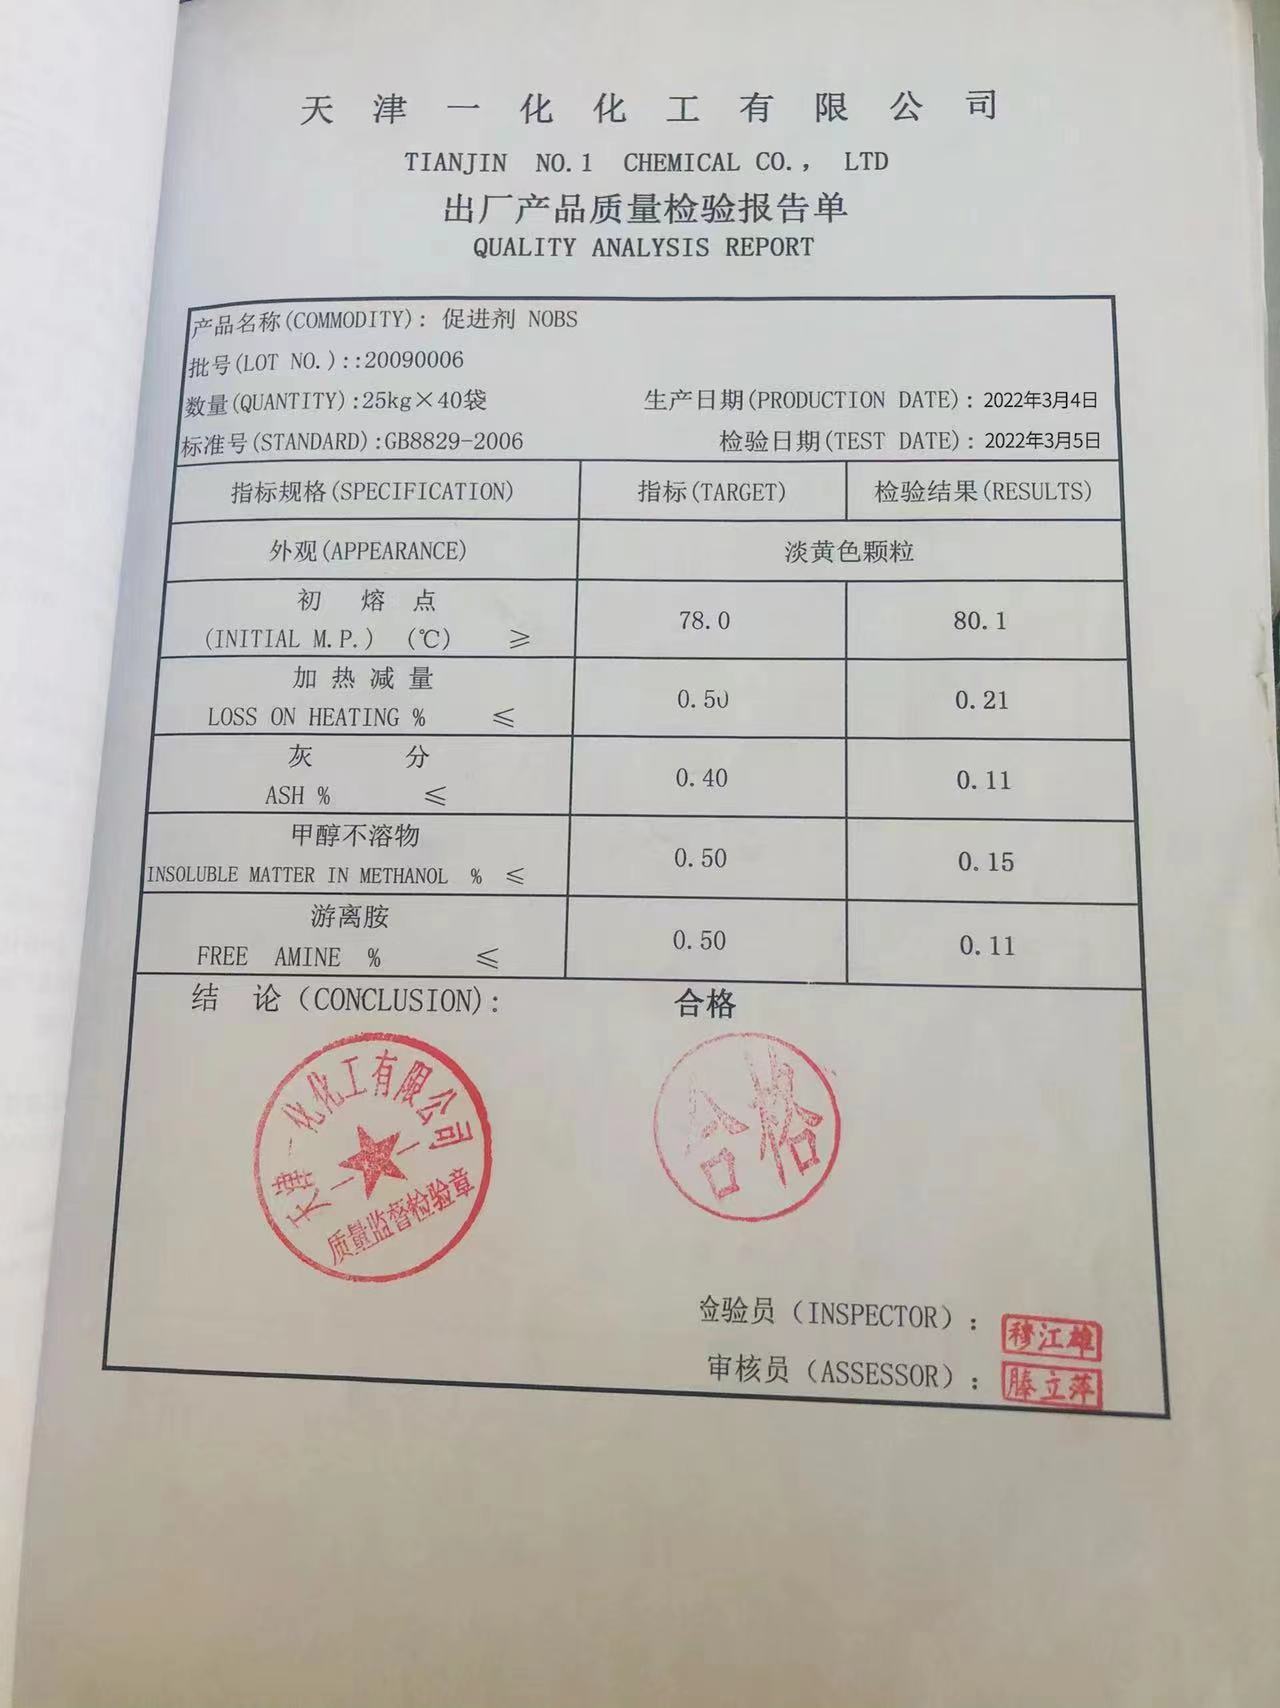 天津一化化工有限公司
TIANJIN NO.1 CHEMICAL CO., LTD
出厂产品质量检验报告单
QUALITY ANALYSIS REPORT
产品名称(COMMODITY): 促进剂 NOBS
批号(LOT NO.)::20090006
数量(QUANTITY):25kg×40袋 生产日期(PRODUCTION DATE): 2022年3月4日
标准号(STANDARD):GB8829-2006 检验日期(TEST DATE): 2022年3月5日
指标规格(SPECIFICATION) 指标(TARGET) 检验结果(RESULTS)
外观(APPEARANCE) 淡黄色颗粒
初 熔 点
(INITIAL M.P.) (℃) ≥ 78.0 80.1
加 热 减 量
LOSS ON HEATING % ≤ 0.50 0.21
灰 分
ASH % ≤ 0.40 0.11
甲醇不溶物
INSOLUBLE MATTER IN METHANOL % ≤ 0.50 0.15
游离胺
FREE AMINE % ≤ 0.50 0.11
结 论(CONCLUSION): 合格
天津一化化工有限公司
质量监督检验章
合格
检验员(INSPECTOR): 穆江雄
审核员(ASSESSOR): 滕立萍